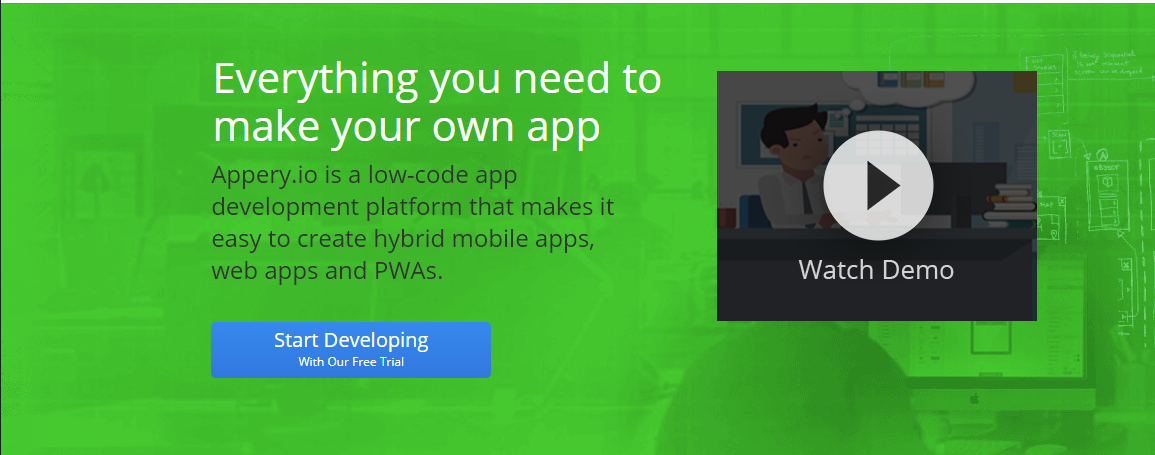 Everything you need to
make your own app
Appery.io is a low-code app
development platform that makes it
easy to create hybrid mobile apps,
web apps and PWAs.
Start Developing
With Our Free Trial
Watch Demo